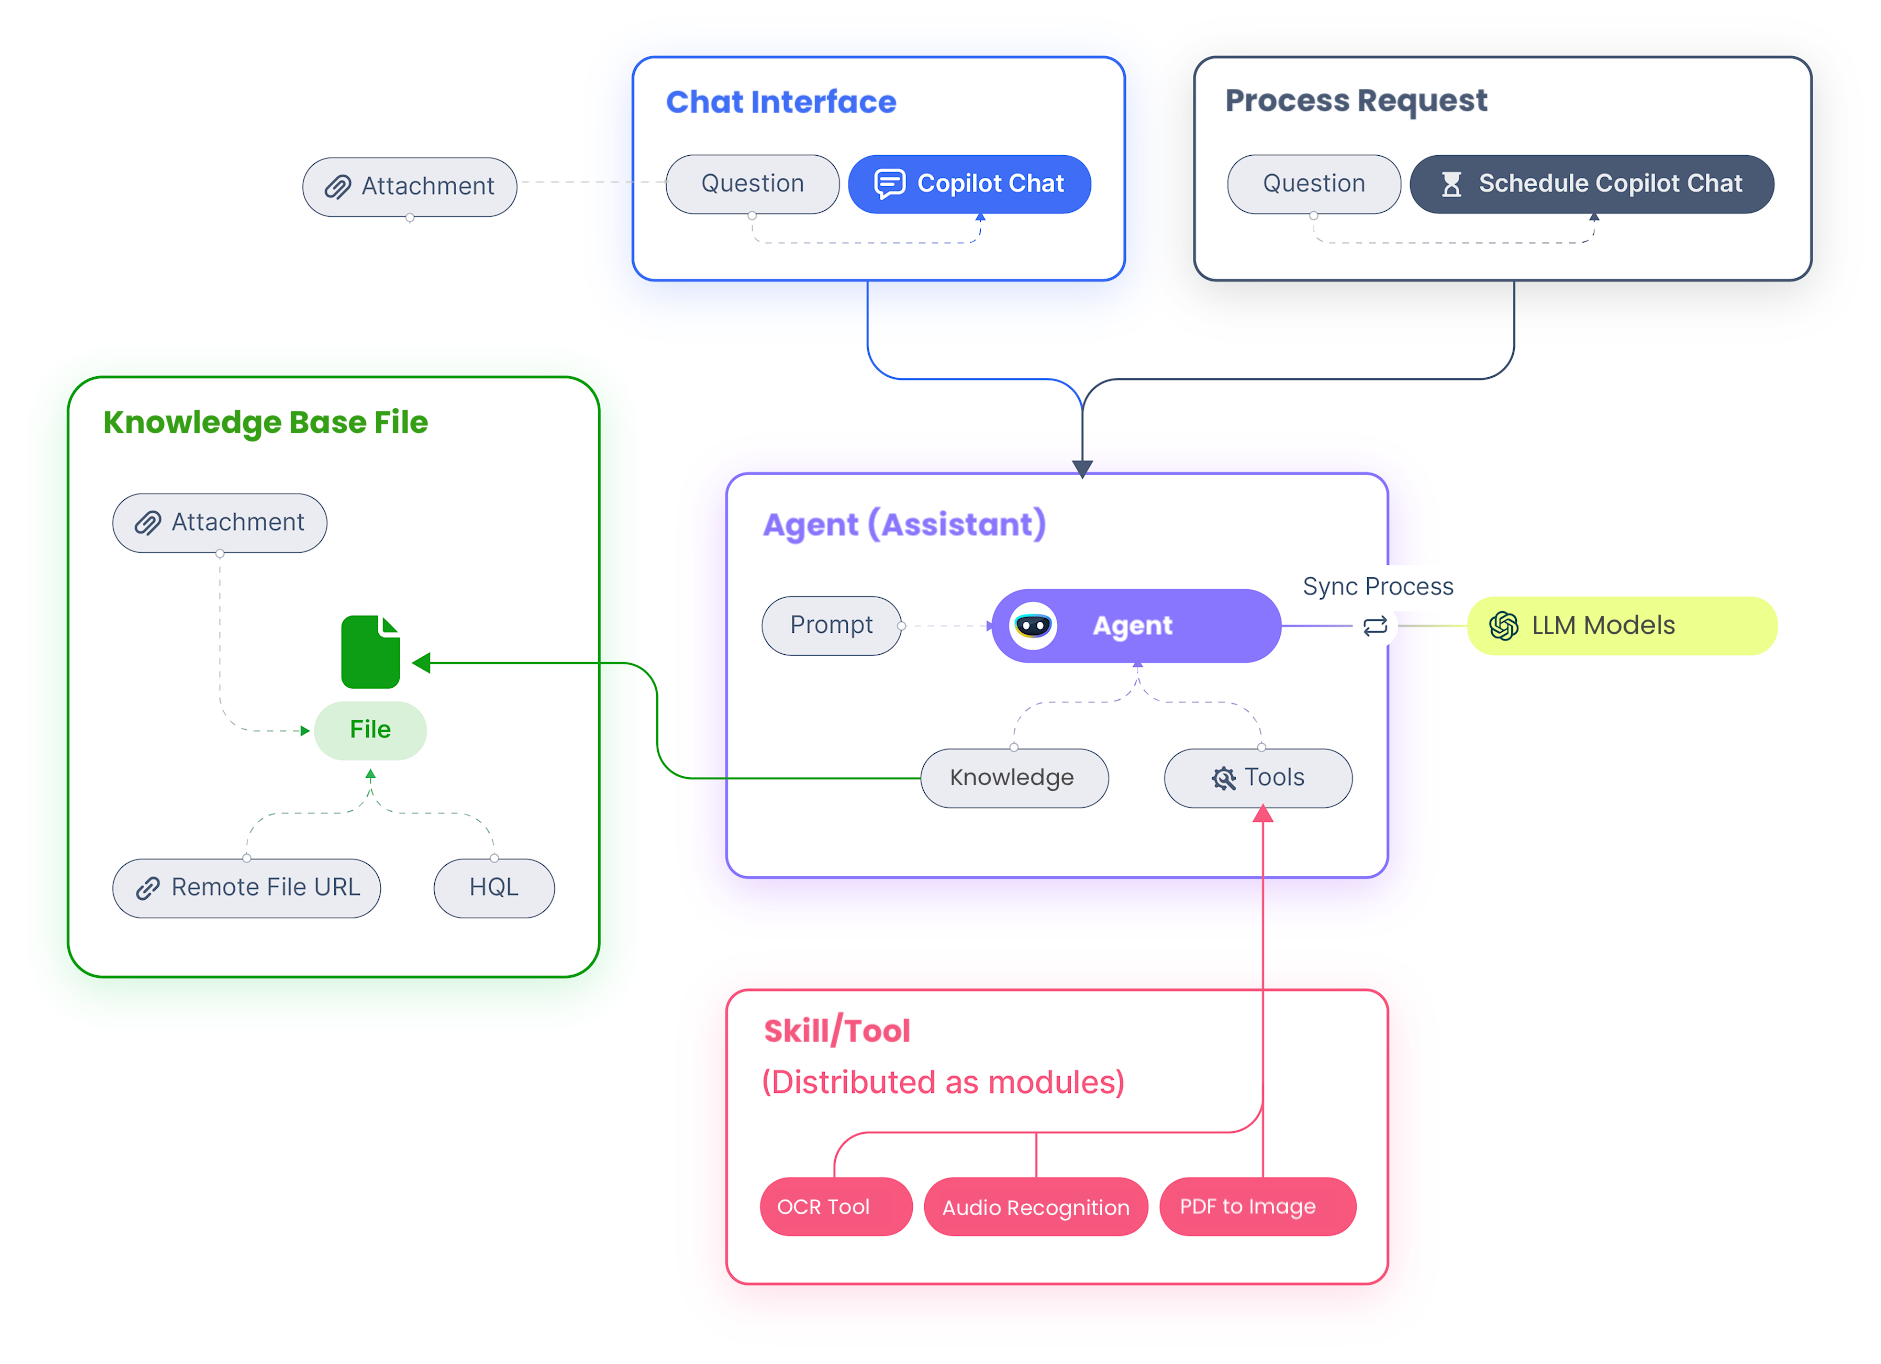 Chat Interface
Process Request
Attachment
Question
Copilot Chat
Question
Schedule Copilot Chat
Knowledge Base File
Attachment
File
Remote File URL
HQL
Agent (Assistant)
Sync Process
Prompt
Agent
LLM Models
Knowledge
Tools
Skill/Tool
(Distributed as modules)
OCR Tool
Audio Recognition
PDF to Image